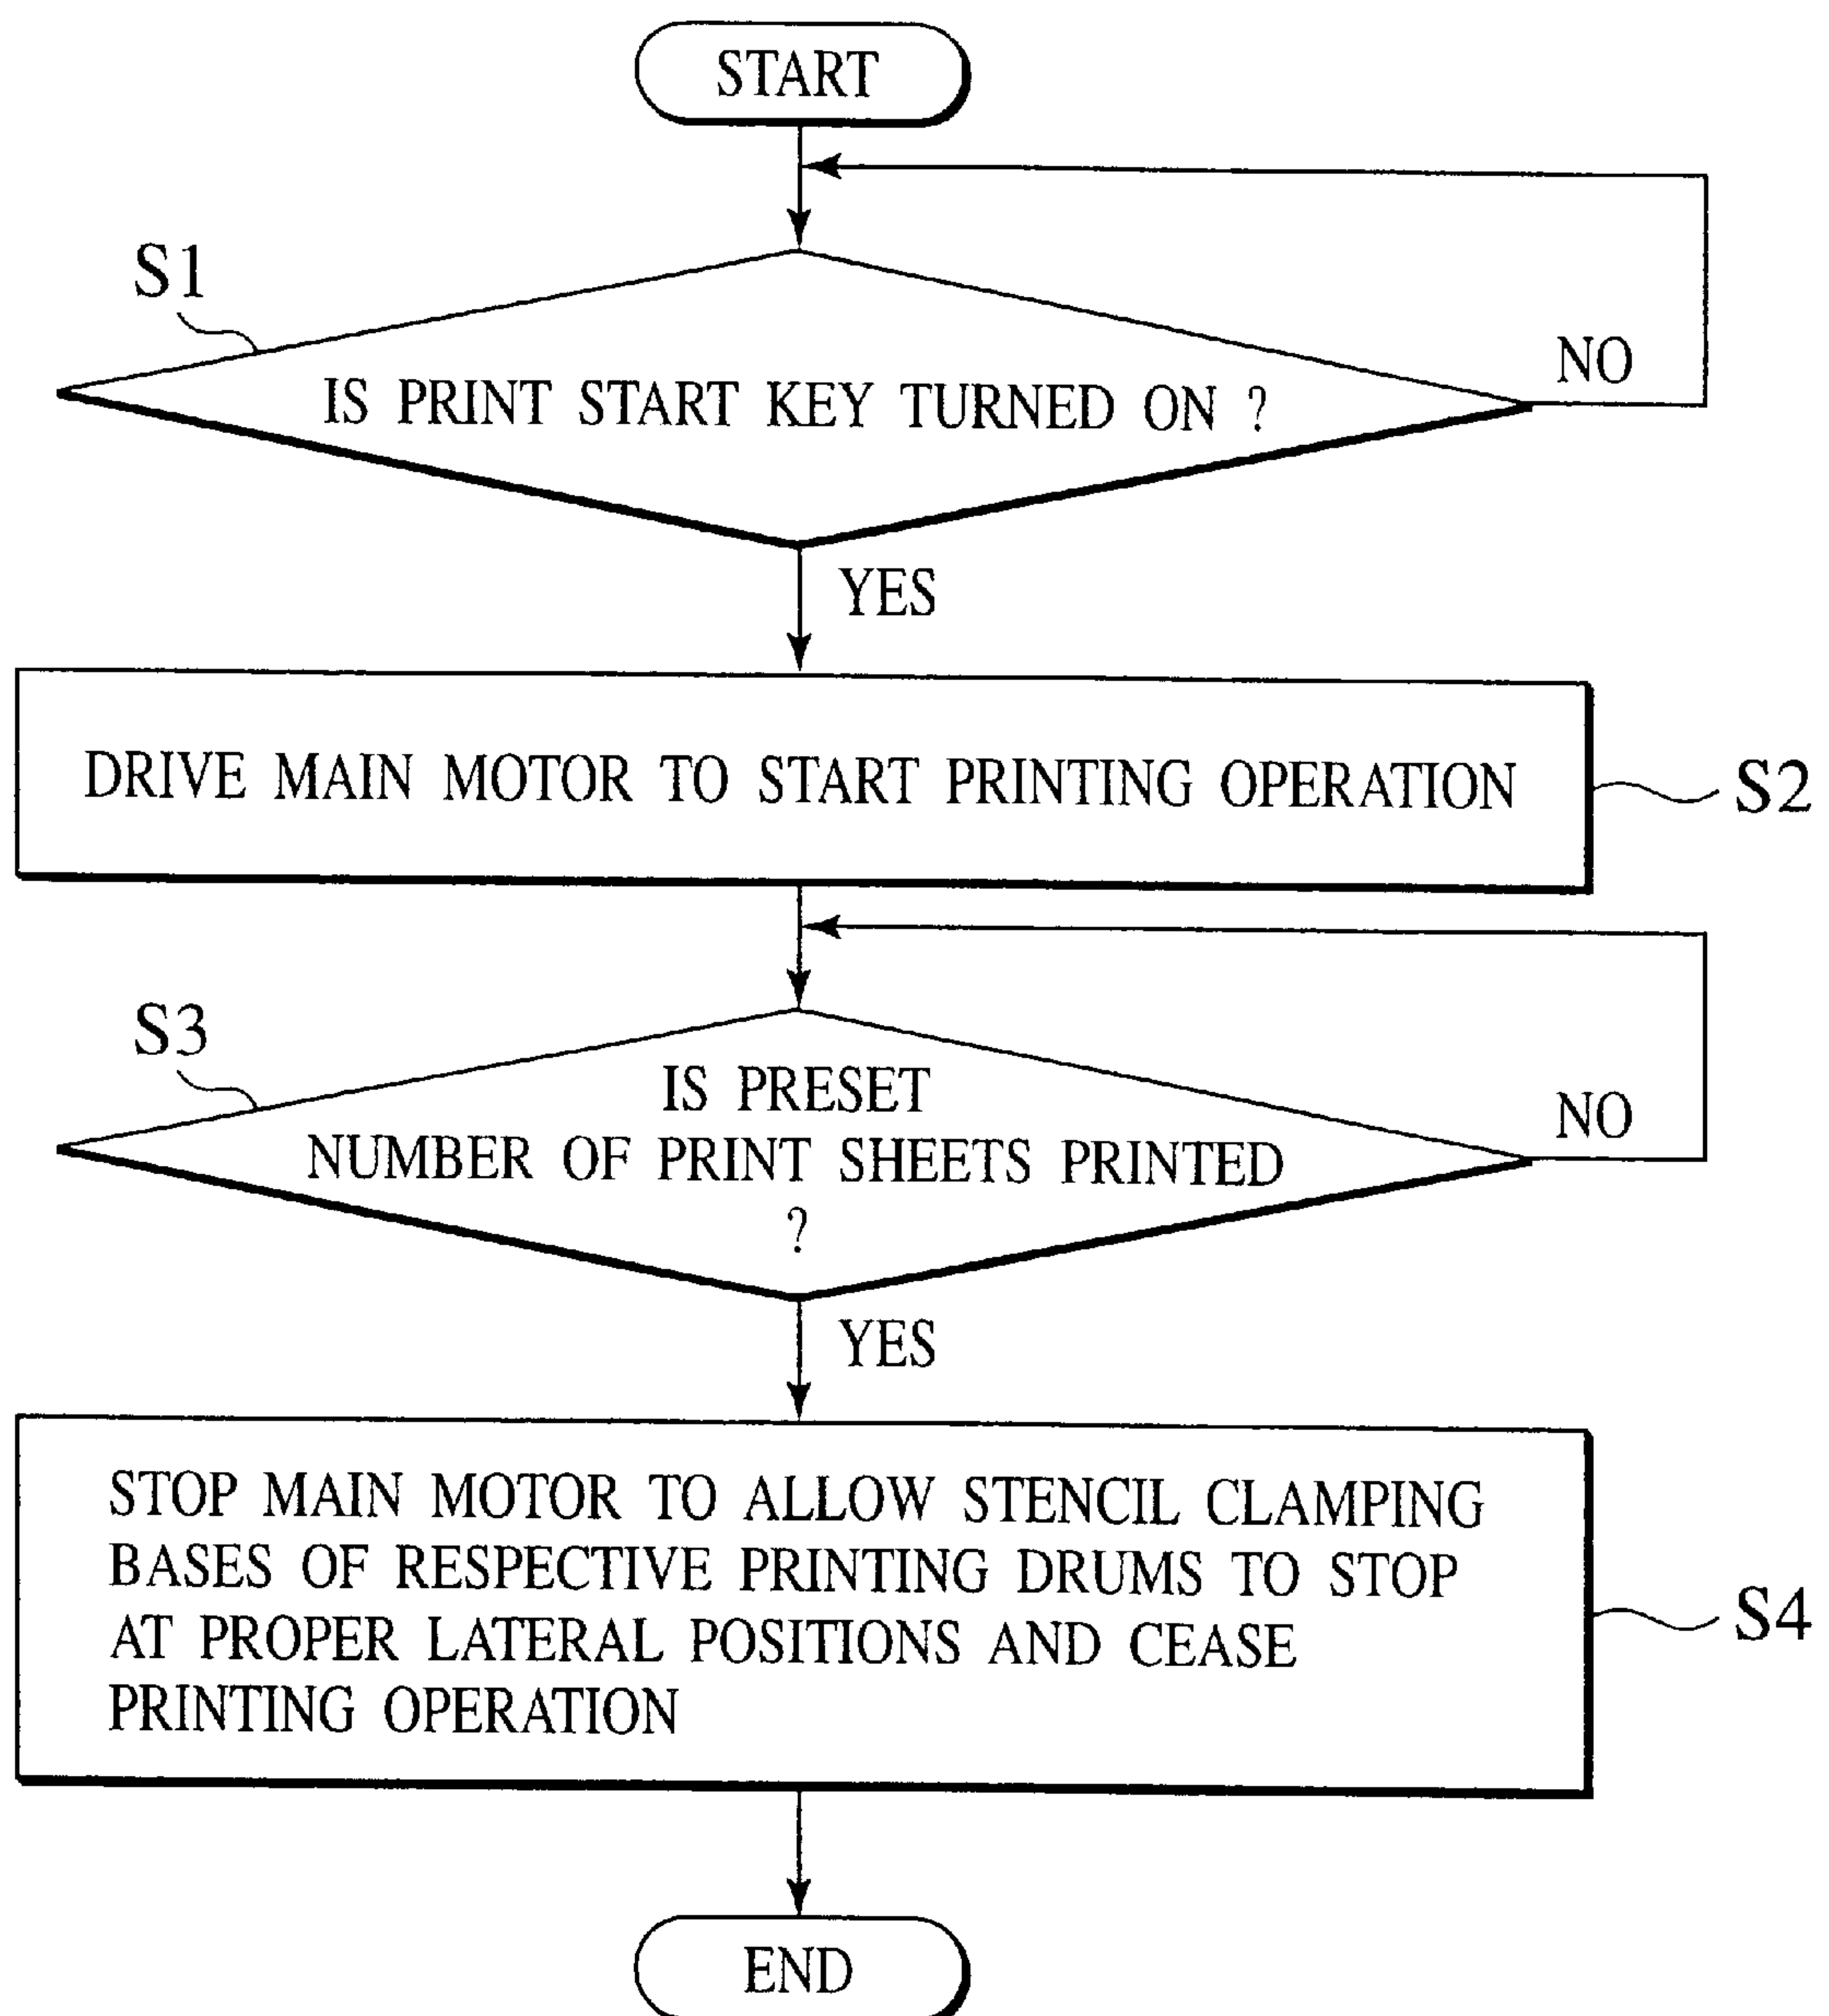 START
S1
NO
IS PRINT START KEY TURNED ON ?
YES
DRIVE MAIN MOTOR TO START PRINTING OPERATION
S2
S3
IS PRESET
NO
NUMBER OF PRINT SHEETS PRINTED
?
YES
STOP MAIN MOTOR TO ALLOW STENCIL CLAMPING
BASES OF RESPECTIVE PRINTING DRUMS TO STOP
AT PROPER LATERAL POSITIONS AND CEASE
PRINTING OPERATION
S4
END